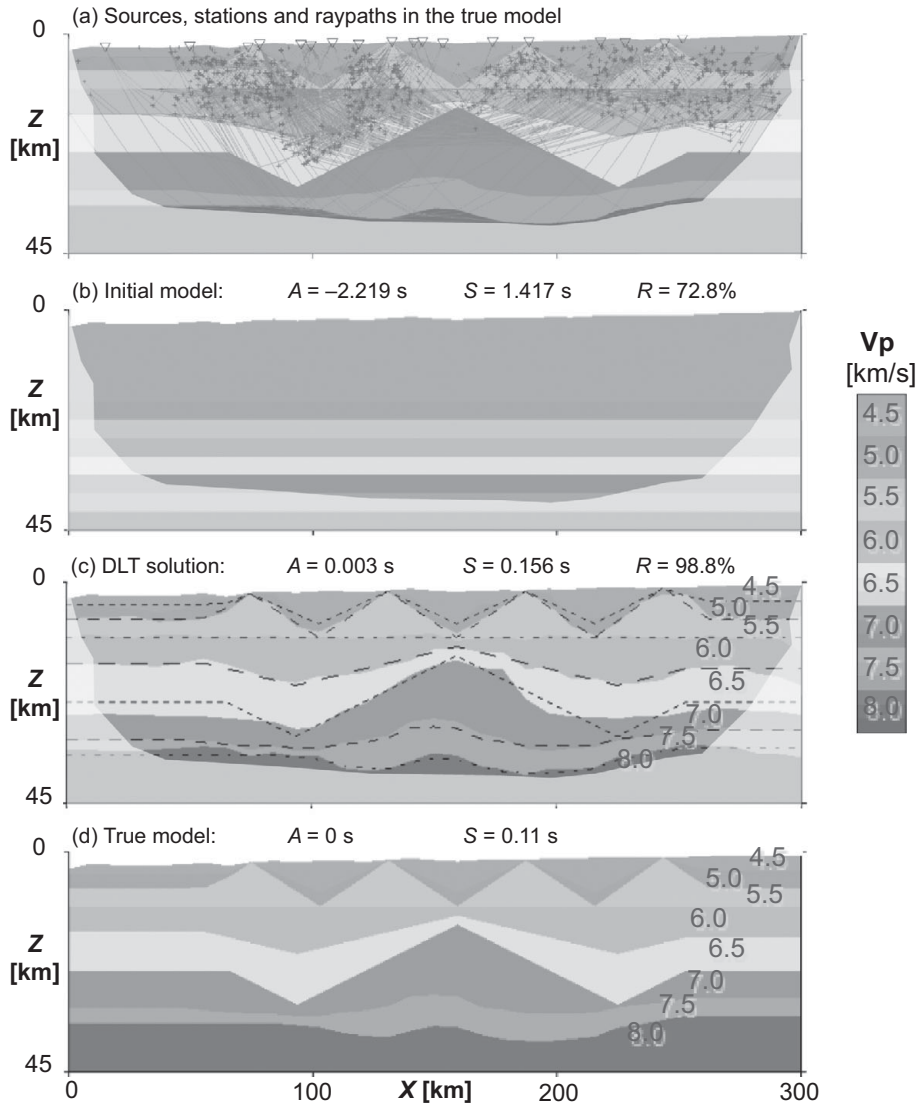 (a) Sources, stations and raypaths in the true model
0
Z
[km]
45
(b) Initial model: A = –2.219 s S = 1.417 s R = 72.8%
0
Z
[km]
45
(c) DLT solution: A = 0.003 s S = 0.156 s R = 98.8%
0
4.5
5.0
5.5
6.0
6.5
7.0
7.5
8.0
Z
[km]
45
(d) True model: A = 0 s S = 0.11 s
0
4.5
5.0
5.5
6.0
6.5
7.0
7.5
8.0
Z
[km]
45
0 100 X [km] 200 300
Vp
[km/s]
4.5
5.0
5.5
6.0
6.5
7.0
7.5
8.0